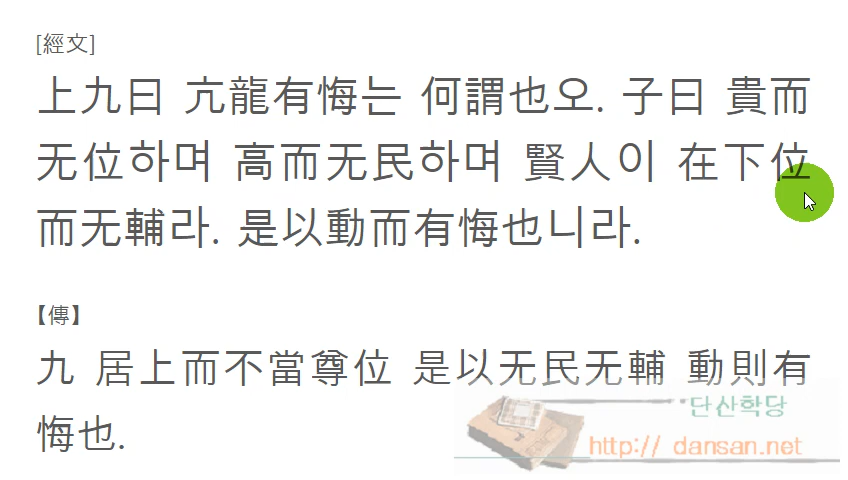 [經文]
上九曰 亢龍有悔는 何謂也오. 子曰 貴而
无位하며 高而无民하며 賢人이 在下位
而无輔라. 是以動而有悔也니라.
【傳】
九 居上而不當尊位 是以无民无輔 動則有
悔也.
단산학당
http:// dansan.net